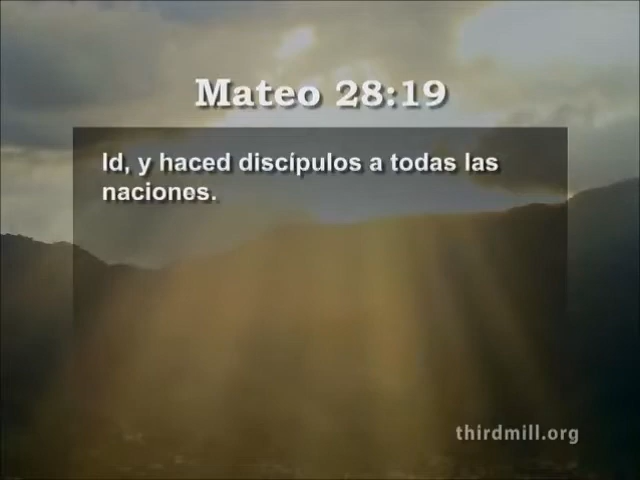 Mateo 28:19
Id, y haced discípulos a todas las
naciones.
thirdmill.org